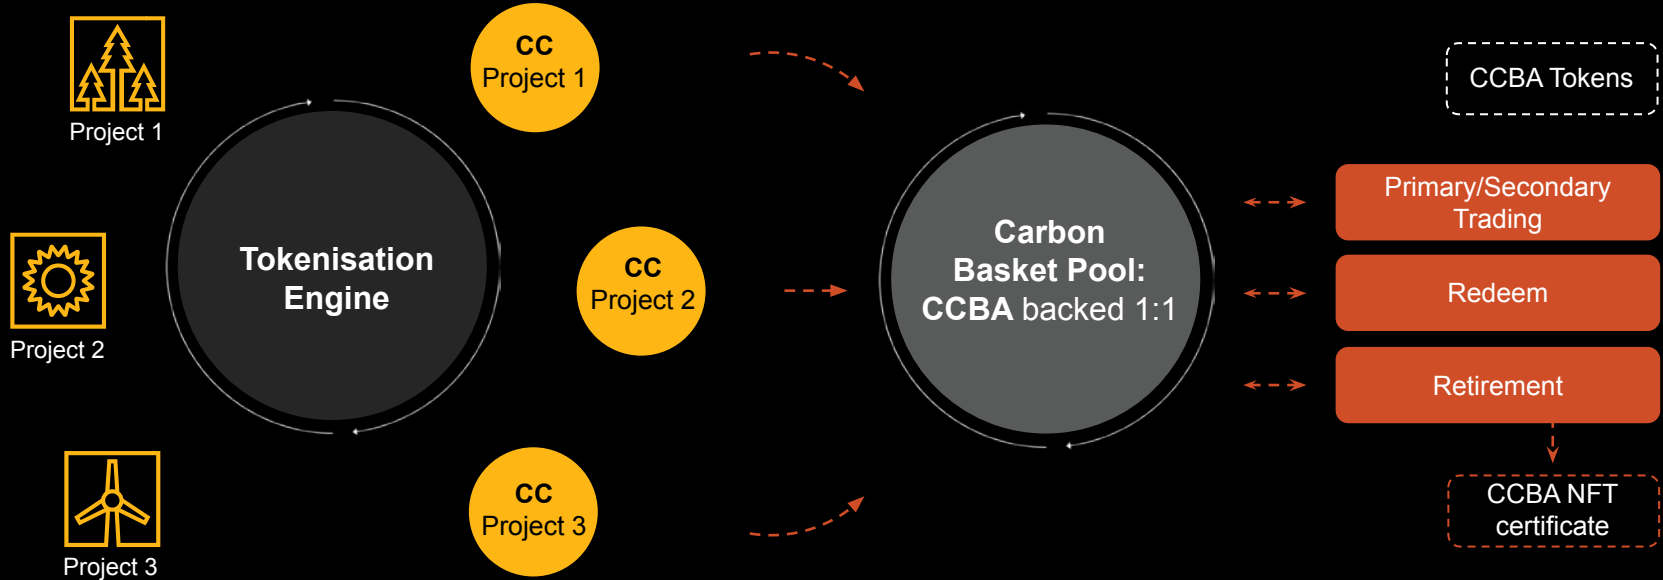 Project 1
Project 2
Project 3
Tokenisation
Engine
CC
Project 1
CC
Project 2
CC
Project 3
Carbon
Basket Pool:
CCBA backed 1:1
CCBA Tokens
Primary/Secondary
Trading
Redeem
Retirement
CCBA NFT
certificate